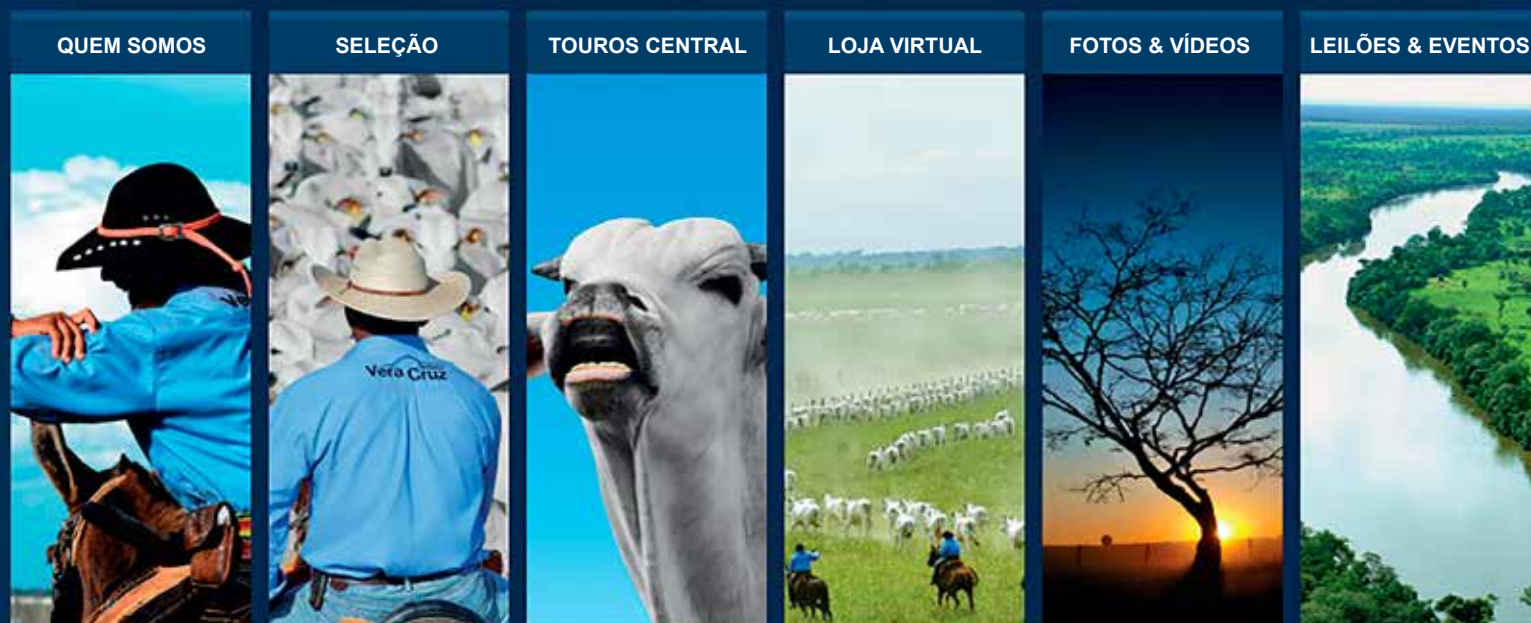 QUEM SOMOS
SELEÇÃO
TOUROS CENTRAL
LOJA VIRTUAL
FOTOS & VÍDEOS
LEILÕES & EVENTOS
Vera Cruz